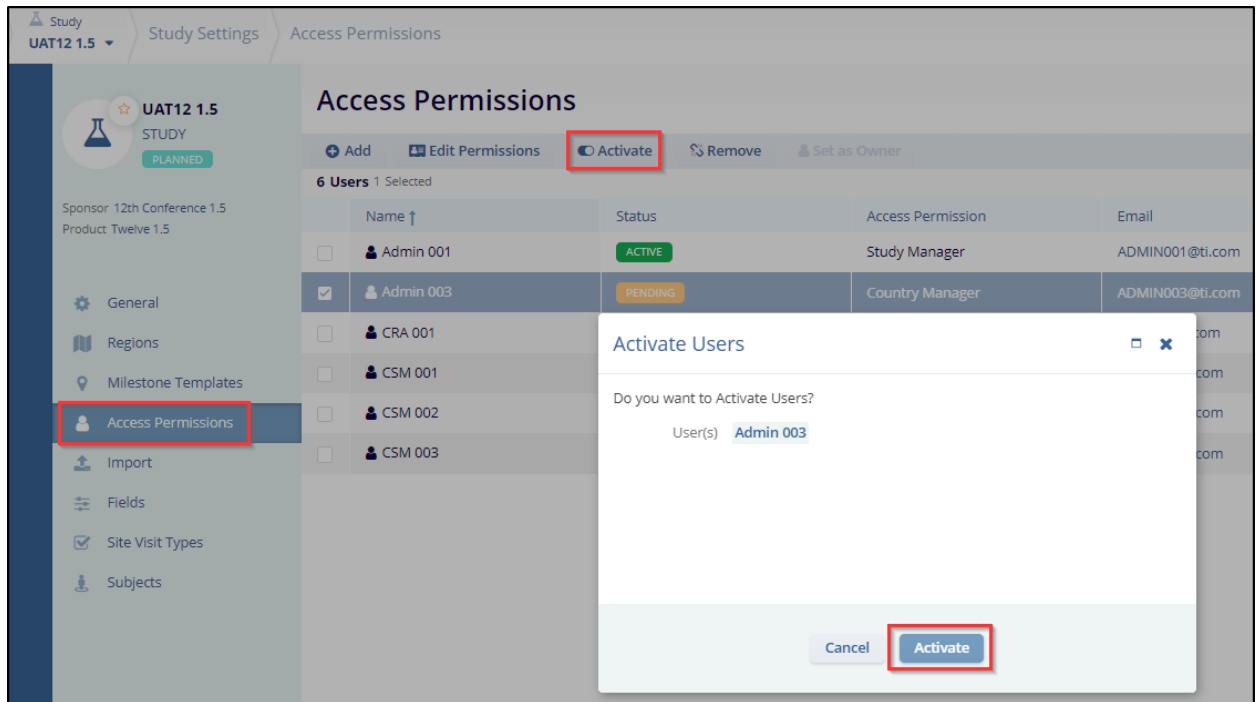 Study
UAT12 1.5
Study Settings
Access Permissions
UAT12 1.5
STUDY
PLANNED
Sponsor 12th Conference 1.5
Product Twelve 1.5
General
Regions
Milestone Templates
Access Permissions
Import
Fields
Site Visit Types
Subjects
Access Permissions
Add Edit Permissions Activate Remove Set as Owner
6 Users 1 Selected
Name ↑ Status Access Permission Email
Admin 001 ACTIVE Study Manager ADMIN001@ti.com
Admin 003 PENDING Country Manager ADMIN003@ti.com
CRA 001 com
CSM 001 com
CSM 002 com
CSM 003 com
Activate Users
Do you want to Activate Users?
User(s) Admin 003
Cancel Activate